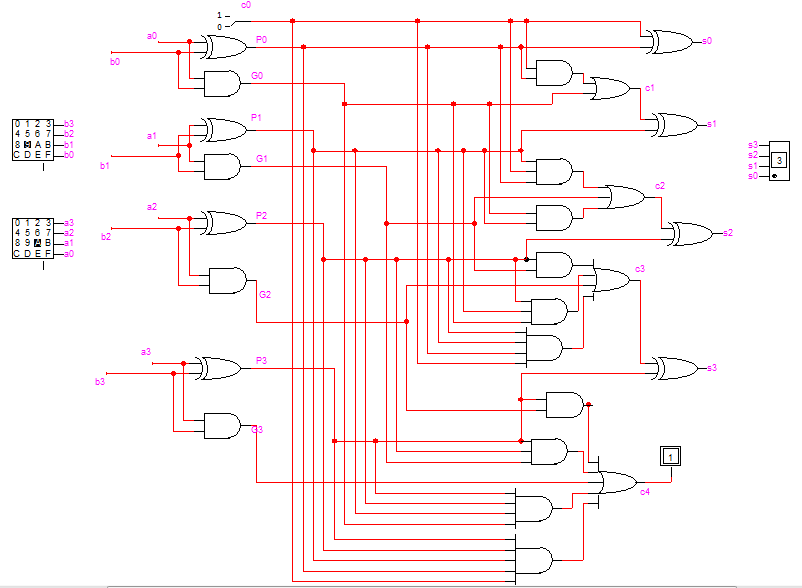 c0
1
0
a0
P0
s0
b0
G0
c1
P1
s1
0 1 2 3 b3
4 5 6 7 b2
8 A B b1
C D E F b0
a1
G1
b1
s3
s2
3
s1
s0
c2
a2
P2
0 1 2 3 a3
4 5 6 7 a2
8 9 A B a1
C D E F a0
b2
s2
c3
G2
a3
P3
s3
b3
G3
1
c4